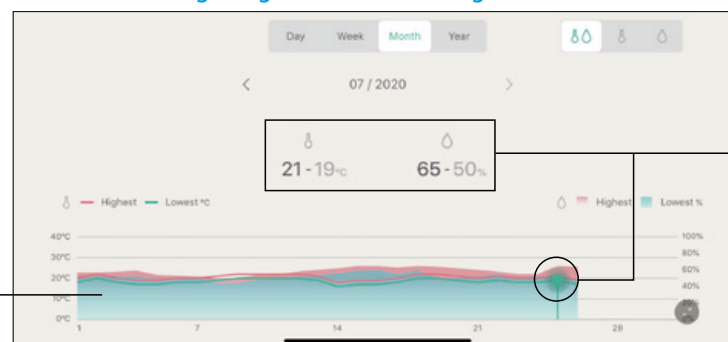 Day Week Month Year
07 / 2020
21 - 19°C 65 - 50%
Highest Lowest °C Highest Lowest %
40°C 100%
30°C 80%
20°C 60%
10°C 40%
0°C 20%
1 7 14 21 28